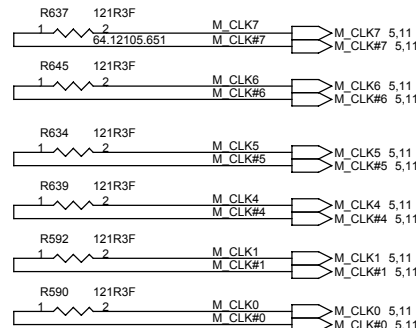 R637 121R3F
1 2 M_CLK7 M_CLK7 5,11
64.12105.651 M_CLK#7 M_CLK#7 5,11
R645 121R3F
1 2 M_CLK6 M_CLK6 5,11
M_CLK#6 M_CLK#6 5,11
R634 121R3F
1 2 M_CLK5 M_CLK5 5,11
M_CLK#5 M_CLK#5 5,11
R639 121R3F
1 2 M_CLK4 M_CLK4 5,11
M_CLK#4 M_CLK#4 5,11
R592 121R3F
1 2 M_CLK1 M_CLK1 5,11
M_CLK#1 M_CLK#1 5,11
R590 121R3F
1 2 M_CLK0 M_CLK0 5,11
M_CLK#0 M_CLK#0 5,11